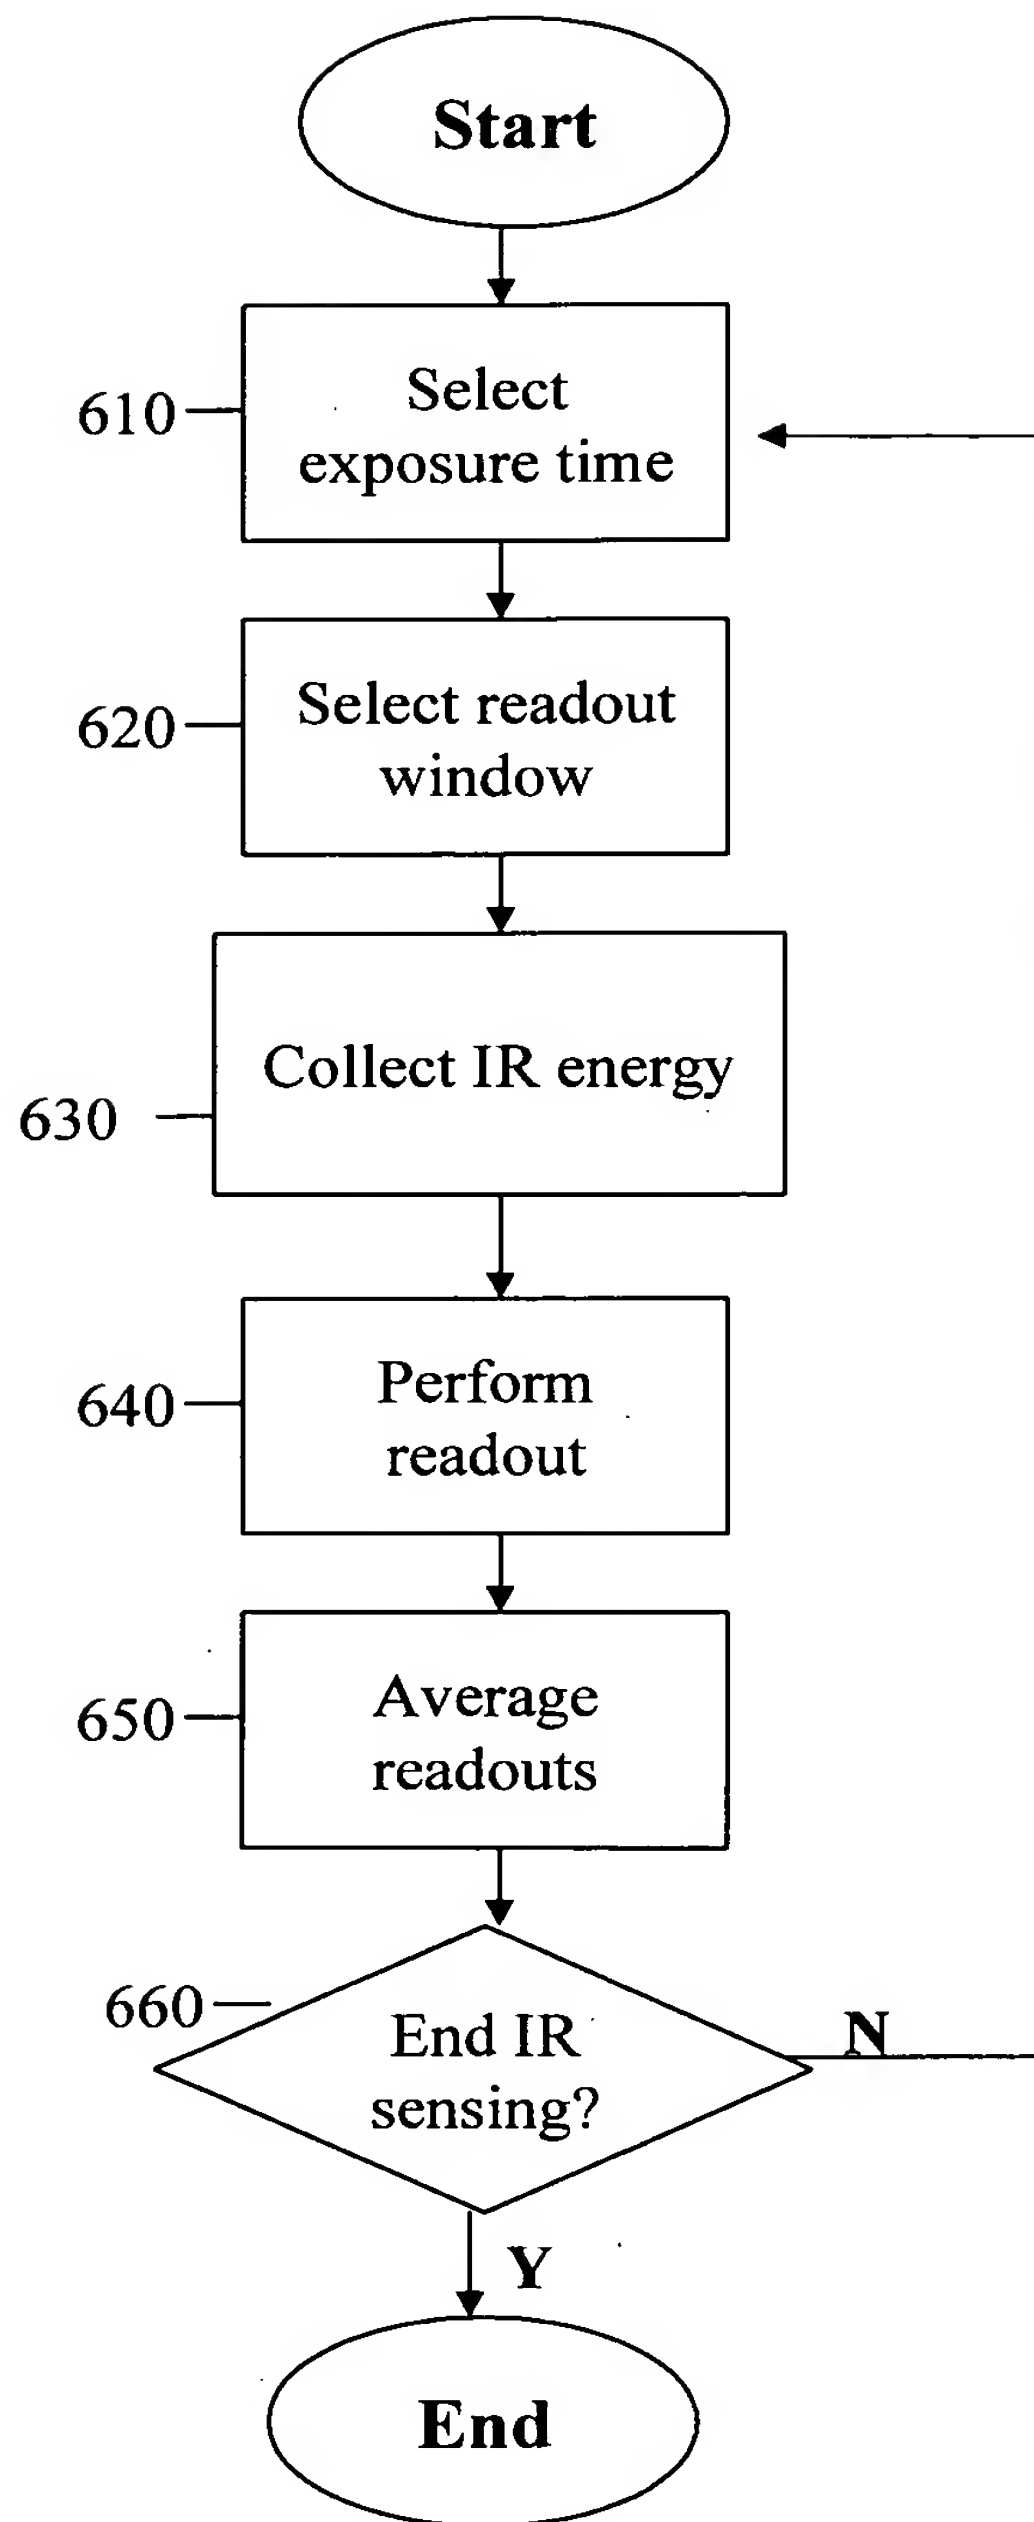 Start
610
Select
exposure time
620
Select readout
window
Collect IR energy
630
640
Perform
readout
650
Average
readouts
660
End IR
sensing?
N
Y
End